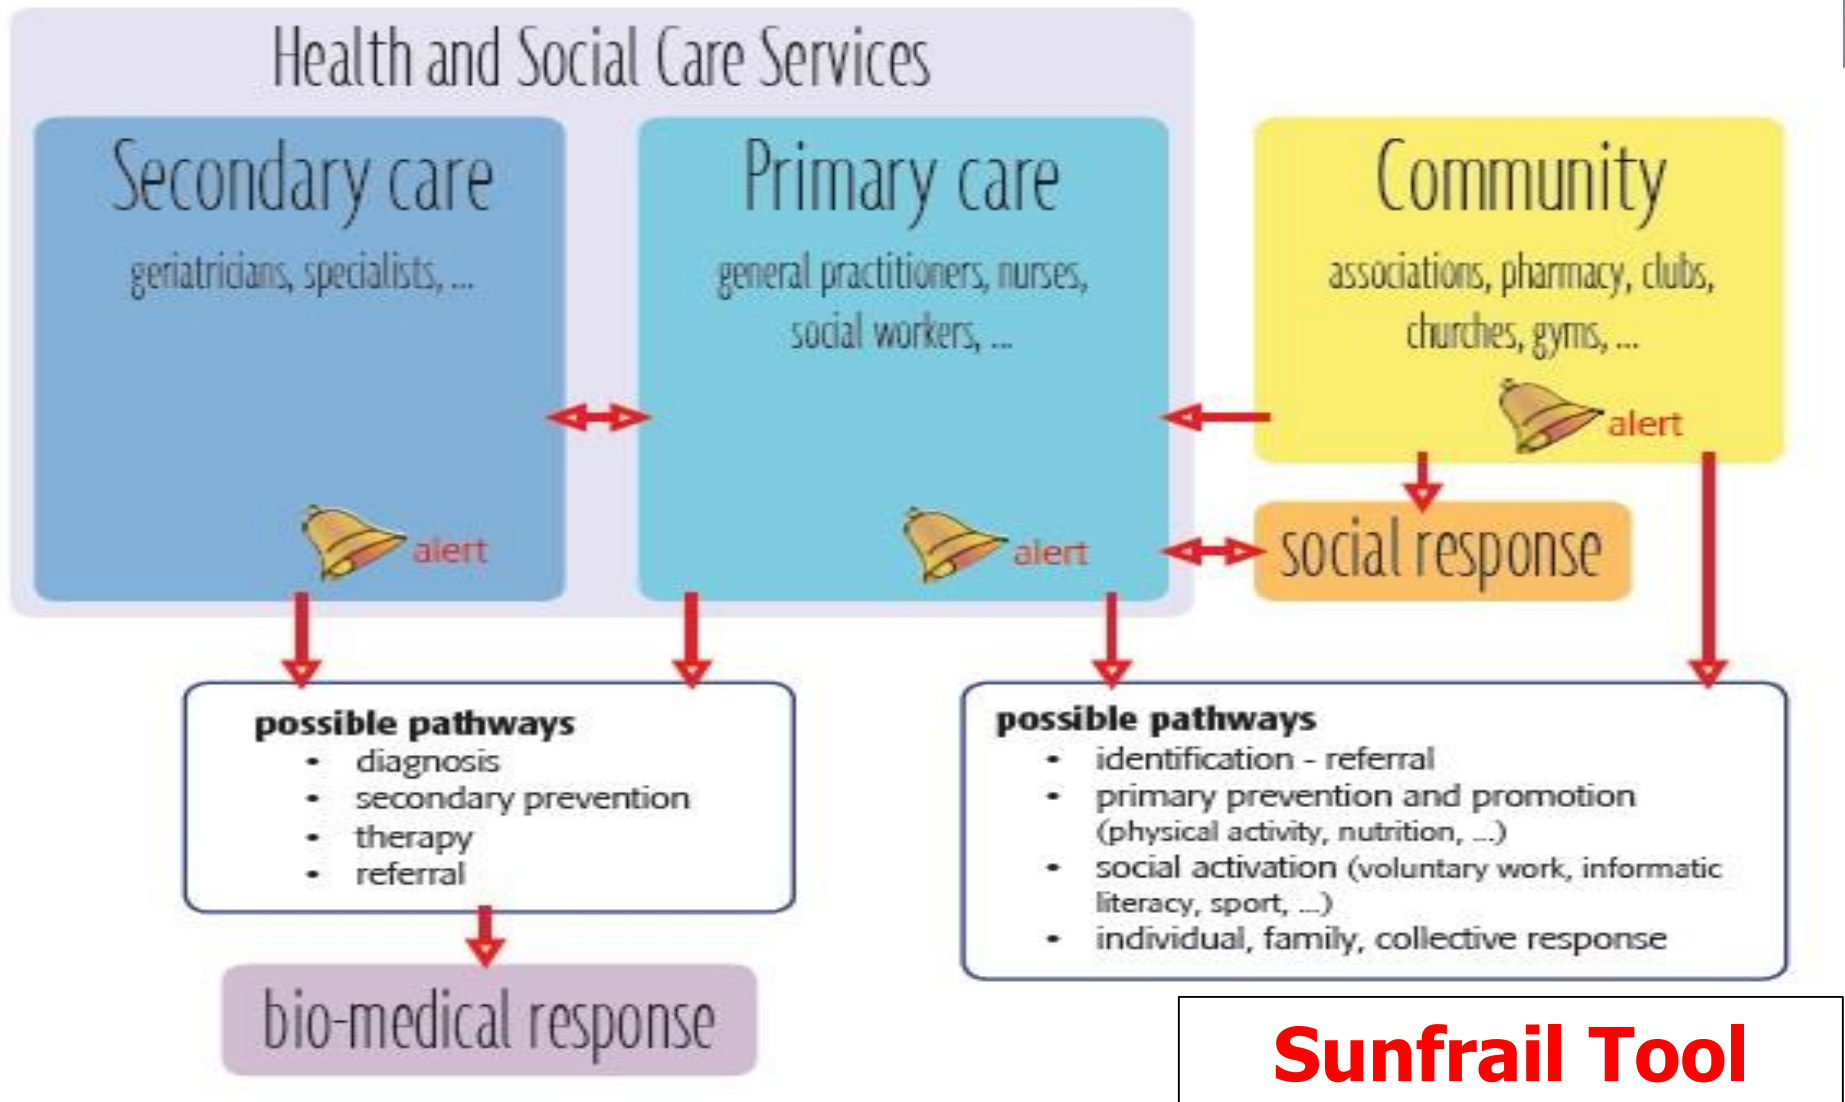 Health and Social Care Services
Secondary care
geriatricians, specialists, ...
alert
Primary care
general practitioners, nurses,
social workers, ...
alert
Community
associations, pharmacy, clubs,
churches, gyms, ...
alert
social response
possible pathways
• diagnosis
• secondary prevention
• therapy
• referral
bio-medical response
possible pathways
• identification - referral
• primary prevention and promotion
(physical activity, nutrition, ...)
• social activation (voluntary work, informatic
literacy, sport, ...)
• individual, family, collective response
Sunfrail Tool